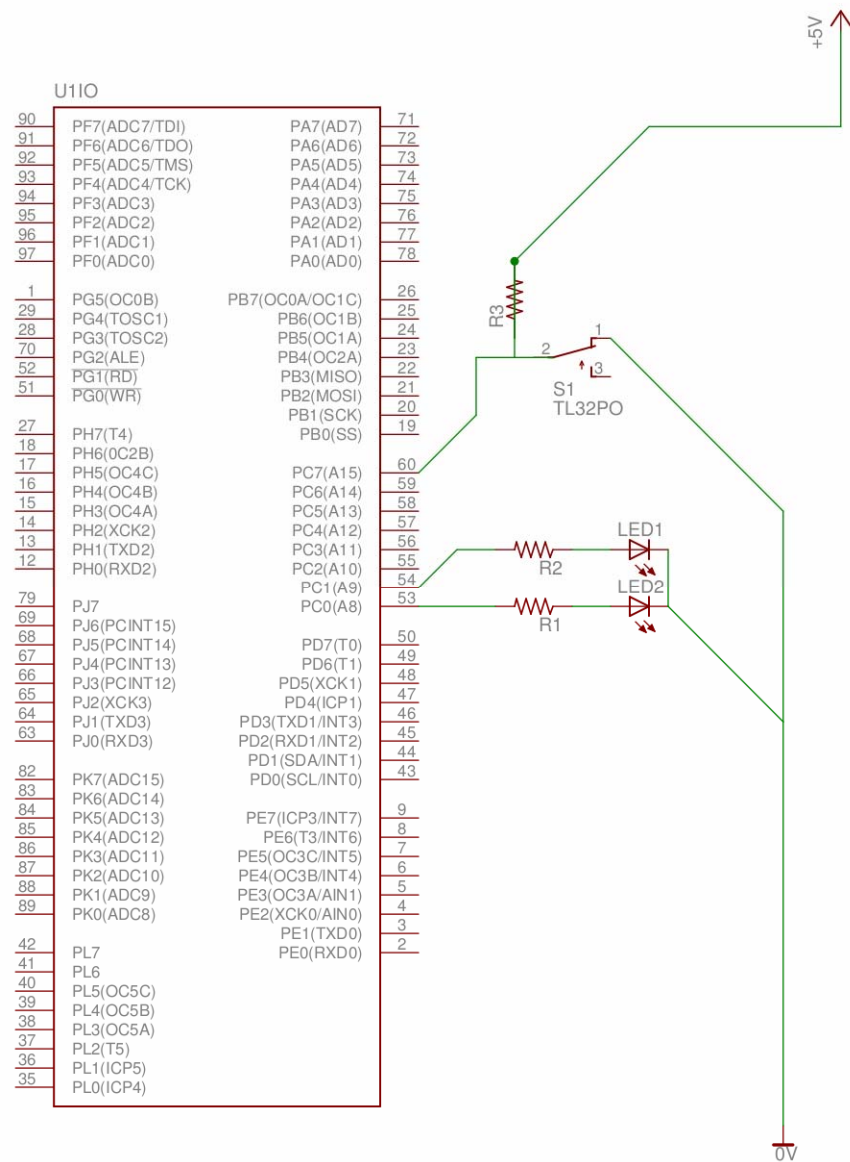 +5V
U1IO
90 PF7(ADC7/TDI) PA7(AD7) 71
91 PF6(ADC6/TDO) PA6(AD6) 72
92 PF5(ADC5/TMS) PA5(AD5) 73
93 PF4(ADC4/TCK) PA4(AD4) 74
94 PF3(ADC3) PA3(AD3) 75
95 PF2(ADC2) PA2(AD2) 76
96 PF1(ADC1) PA1(AD1) 77
97 PF0(ADC0) PA0(AD0) 78
1 PG5(OC0B) PB7(OC0A/OC1C) 26
29 PG4(TOSC1) PB6(OC1B) 25
28 PG3(TOSC2) PB5(OC1A) 24
70 PG2(ALE) PB4(OC2A) 23
52 PG1(RD) PB3(MISO) 22
51 PG0(WR) PB2(MOSI) 21
PB1(SCK) 20
27 PH7(T4) PB0(SS) 19
18 PH6(0C2B)
17 PH5(OC4C) PC7(A15) 60
16 PH4(OC4B) PC6(A14) 59
15 PH3(OC4A) PC5(A13) 58
14 PH2(XCK2) PC4(A12) 57
13 PH1(TXD2) PC3(A11) 56
12 PH0(RXD2) PC2(A10) 55
PC1(A9) 54
79 PJ7 PC0(A8) 53
69 PJ6(PCINT15)
68 PJ5(PCINT14) PD7(T0) 50
67 PJ4(PCINT13) PD6(T1) 49
66 PJ3(PCINT12) PD5(XCK1) 48
65 PJ2(XCK3) PD4(ICP1) 47
64 PJ1(TXD3) PD3(TXD1/INT3) 46
63 PJ0(RXD3) PD2(RXD1/INT2) 45
PD1(SDA/INT1) 44
82 PK7(ADC15) PD0(SCL/INT0) 43
83 PK6(ADC14)
84 PK5(ADC13) PE7(ICP3/INT7) 9
85 PK4(ADC12) PE6(T3/INT6) 8
86 PK3(ADC11) PE5(OC3C/INT5) 7
87 PK2(ADC10) PE4(OC3B/INT4) 6
88 PK1(ADC9) PE3(OC3A/AIN1) 5
89 PK0(ADC8) PE2(XCK0/AIN0) 4
PE1(TXD0) 3
42 PL7 PE0(RXD0) 2
41 PL6
40 PL5(OC5C)
39 PL4(OC5B)
38 PL3(OC5A)
37 PL2(T5)
36 PL1(ICP5)
35 PL0(ICP4)
R3
1
2
3
S1
TL32PO
LED1
R2
LED2
R1
0V